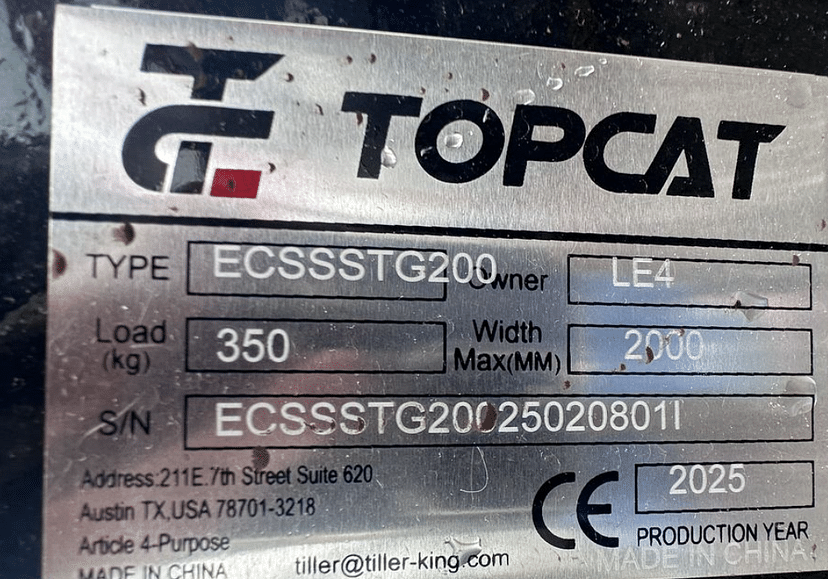 TOPCAT
TYPE ECSSSTG200 Owner LE4
Load (kg) 350 Width Max(MM) 2000
S/N ECSSSTG20025020801I
Address:211E.7th Street Suite 620
Austin TX,USA 78701-3218
Article 4-Purpose
MADE IN CHINA
tiller@tiller-king.com
CE
2025
PRODUCTION YEAR
MADE IN CHINA